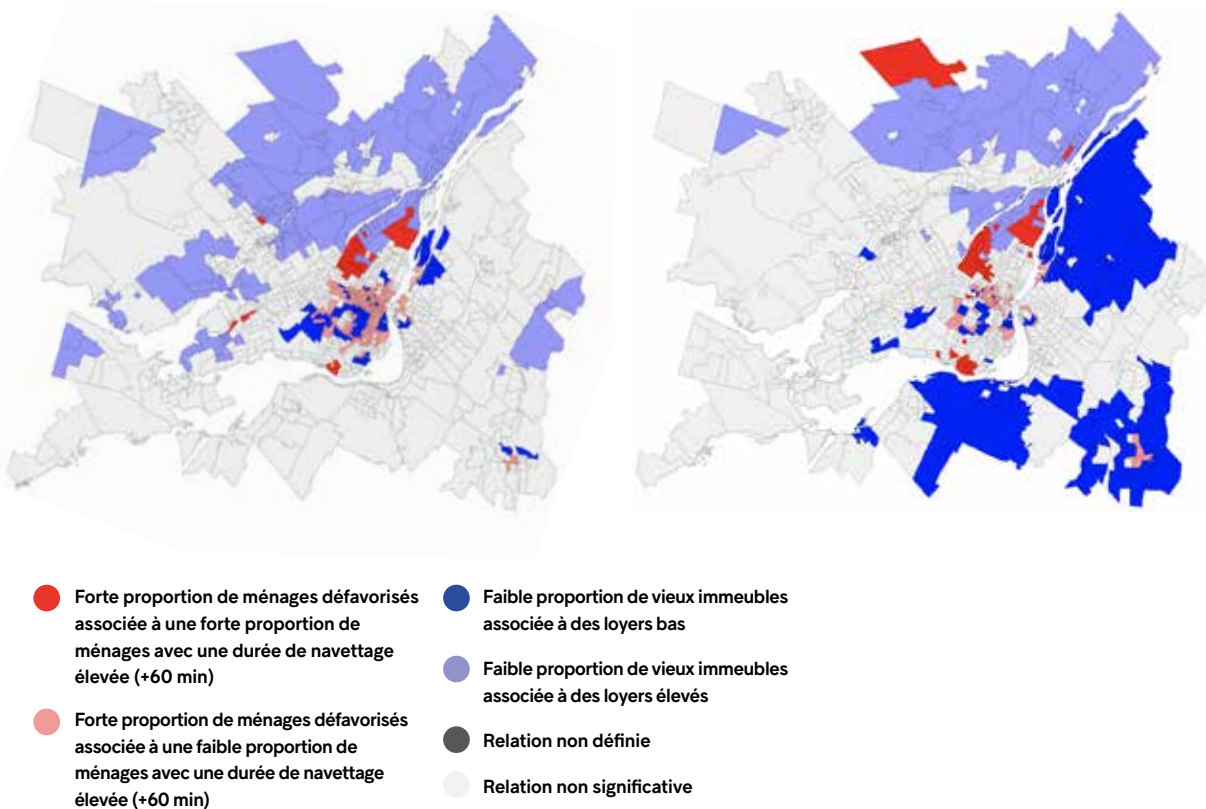 Forte proportion de ménages défavorisés
associée à une forte proportion de
ménages avec une durée de navettage
élevée (+60 min)
Forte proportion de ménages défavorisés
associée à une faible proportion de
ménages avec une durée de navettage
élevée (+60 min)
Faible proportion de vieux immeubles
associée à des loyers bas
Faible proportion de vieux immeubles
associée à des loyers élevés
Relation non définie
Relation non significative